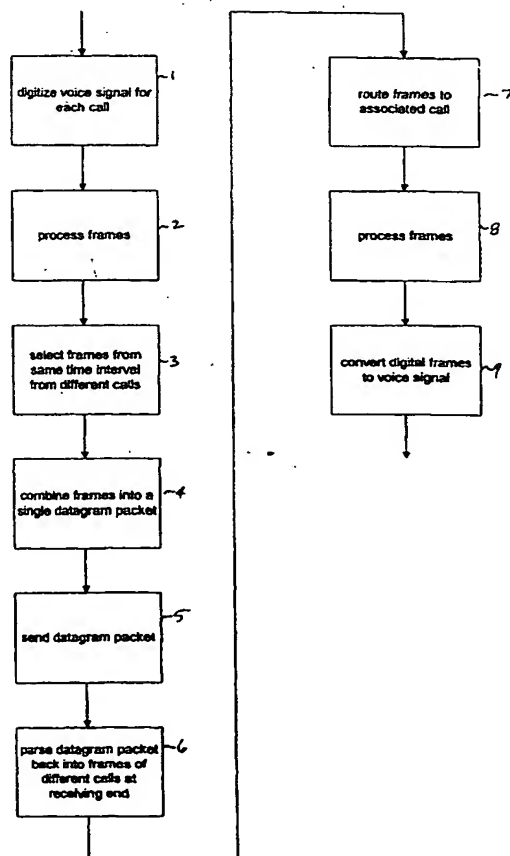 digitize voice signal for
each call
1
process frames
2
select frames from
same time interval
from different calls
3
combine frames into a
single datagram packet
4
send datagram packet
5
parse datagram packet
back into frames of
different calls at
receiving end
6
route frames to
associated call
7
process frames
8
convert digital frames
to voice signal
9